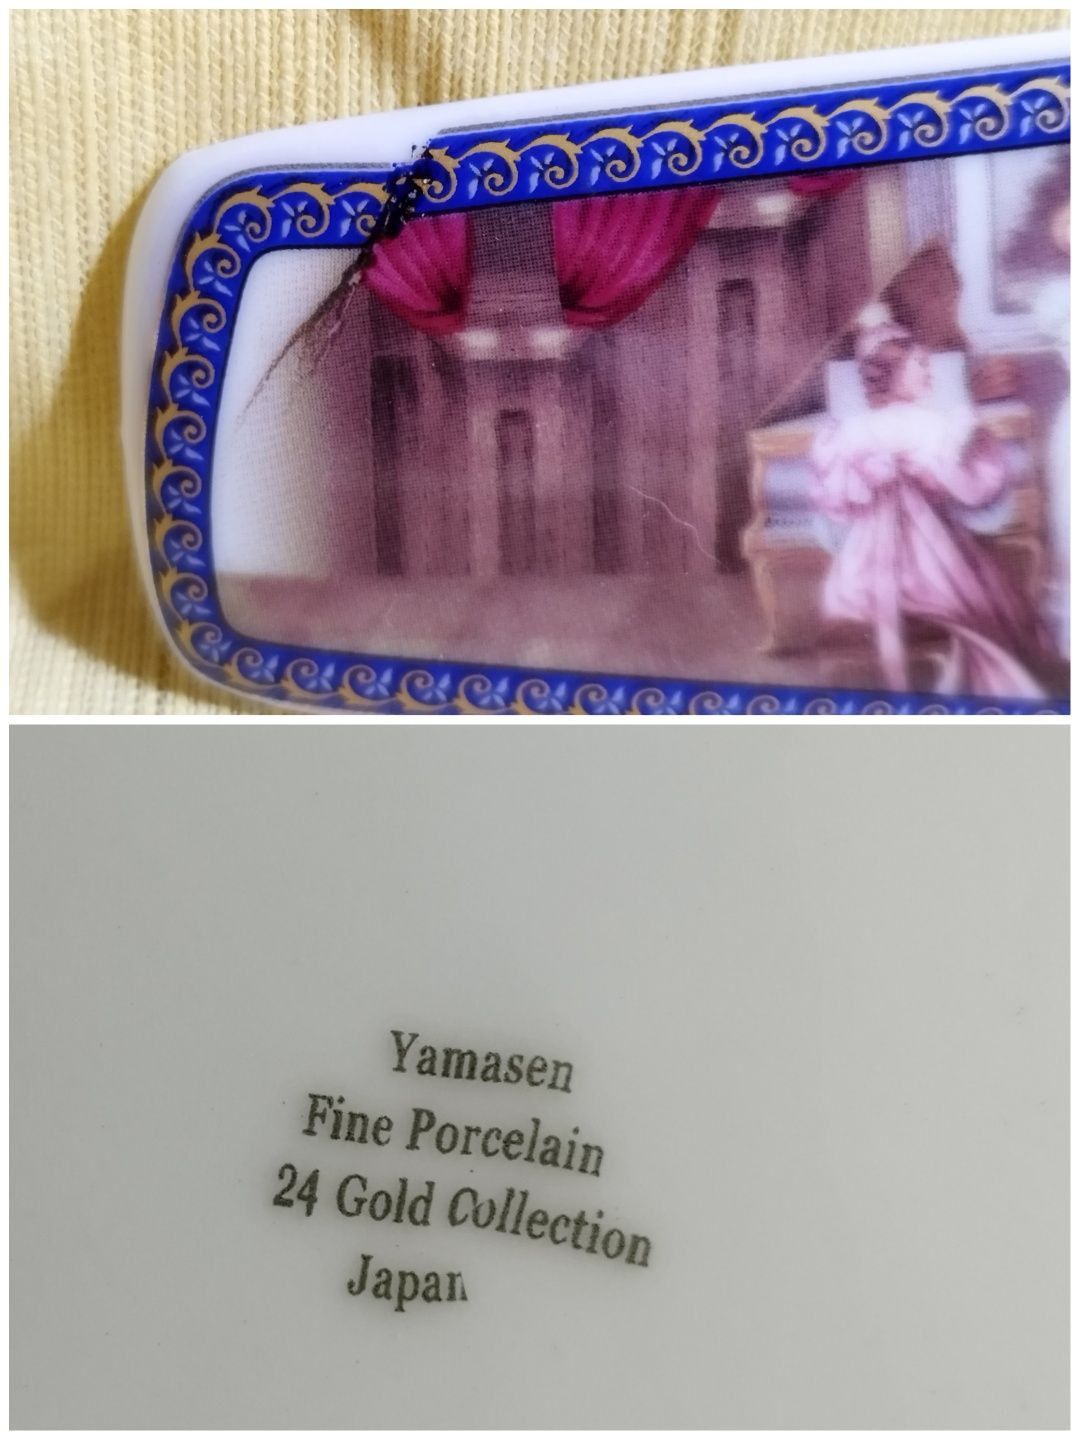 Yamasen
Fine Porcelain
24 Gold Collection
Japan